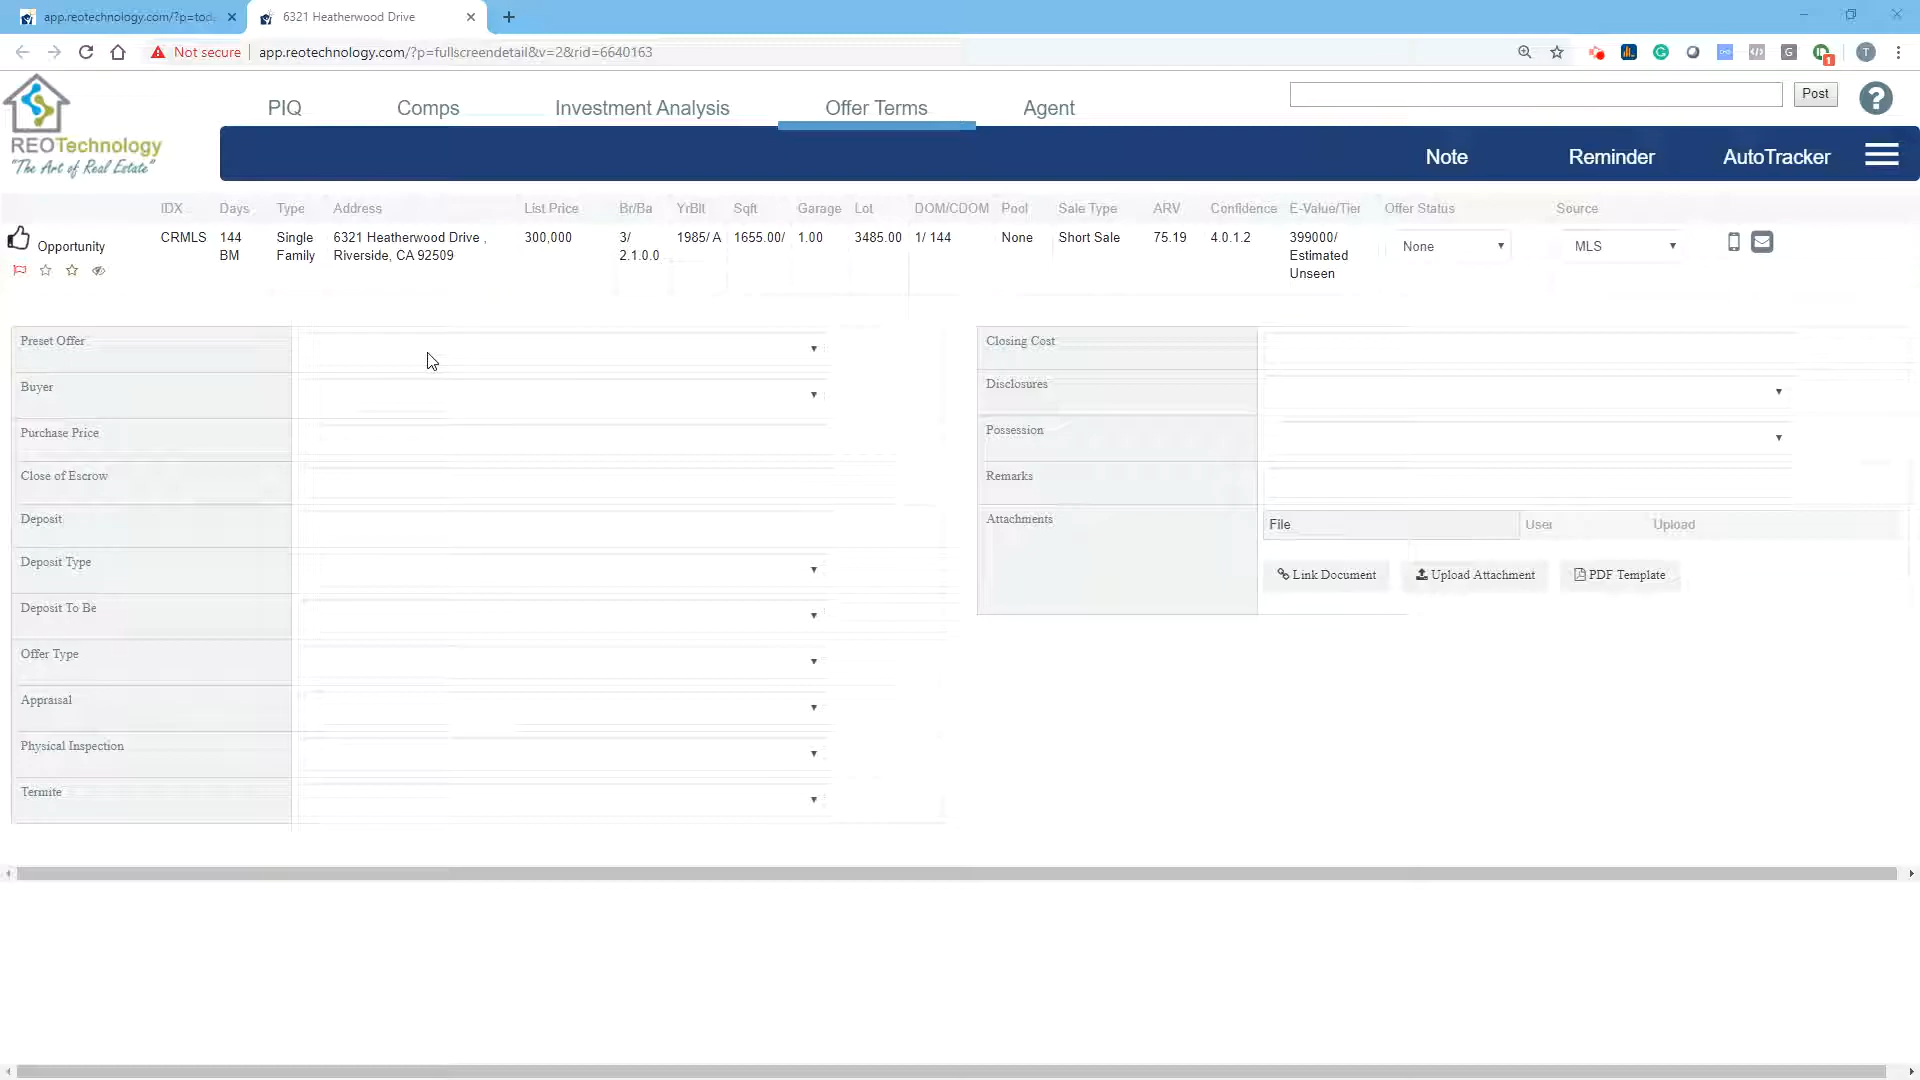 app.reotechnology.com/?p=tod
6321 Heatherwood Drive
Not secure
app.reotechnology.com/?p=fullscreendetail&v=2&rid=6640163
G
1
T
REOTechnology
"The Art of Real Estate"
PIQ
Comps
Investment Analysis
Offer Terms
Agent
Post
?
Note
Reminder
AutoTracker
IDX
Days
Type
Address
List Price
Br/Ba
YrBlt
Sqft
Garage
Lot
DOM/CDOM
Pool
Sale Type
ARV
Confidence
E-Value/Tier
Offer Status
Source
Opportunity
CRMLS
144
BM
Single
Family
6321 Heatherwood Drive ,
Riverside, CA 92509
300,000
3/
2.1.0.0
1985/ A
1655.00/
1.00
3485.00
1/ 144
None
Short Sale
75.19
4.0.1.2
399000/
Estimated
Unseen
None
MLS
Preset Offer
Buyer
Purchase Price
Close of Escrow
Deposit
Deposit Type
Deposit To Be
Offer Type
Appraisal
Physical Inspection
Termite
Closing Cost
Disclosures
Possession
Remarks
Attachments
File
User
Upload
Link Document
Upload Attachment
PDF Template